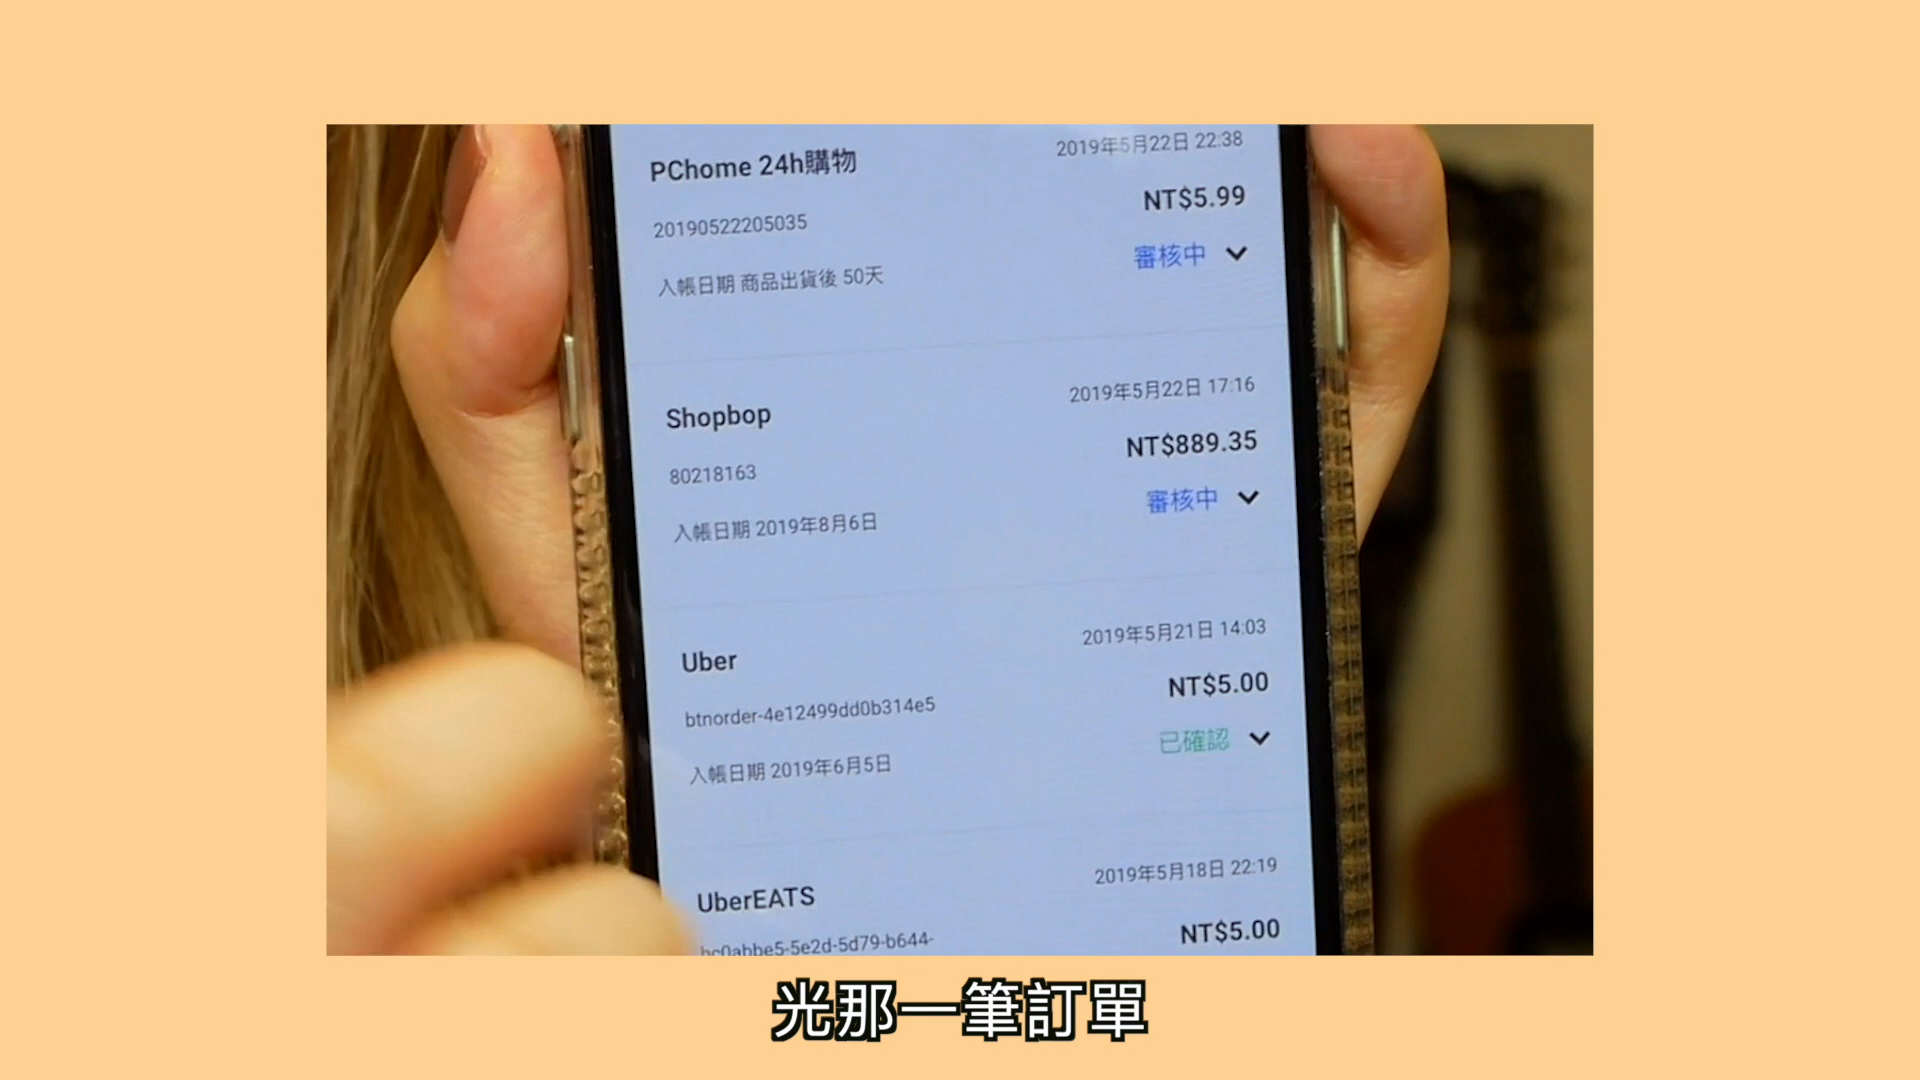 PChome 24h購物
2019年5月22日 22:38
NT$5.99
20190522205035
審核中
入帳日期 商品出貨後 50天
Shopbop
2019年5月22日 17:16
NT$889.35
80218163
審核中
入帳日期 2019年8月6日
Uber
2019年5月21日 14:03
NT$5.00
btnorder-4e12499dd0b314e5
已確認
入帳日期 2019年6月5日
UberEATS
2019年5月18日 22:19
NT$5.00
bc0abbe5-5e2d-5d79-b644-
光那一筆訂單